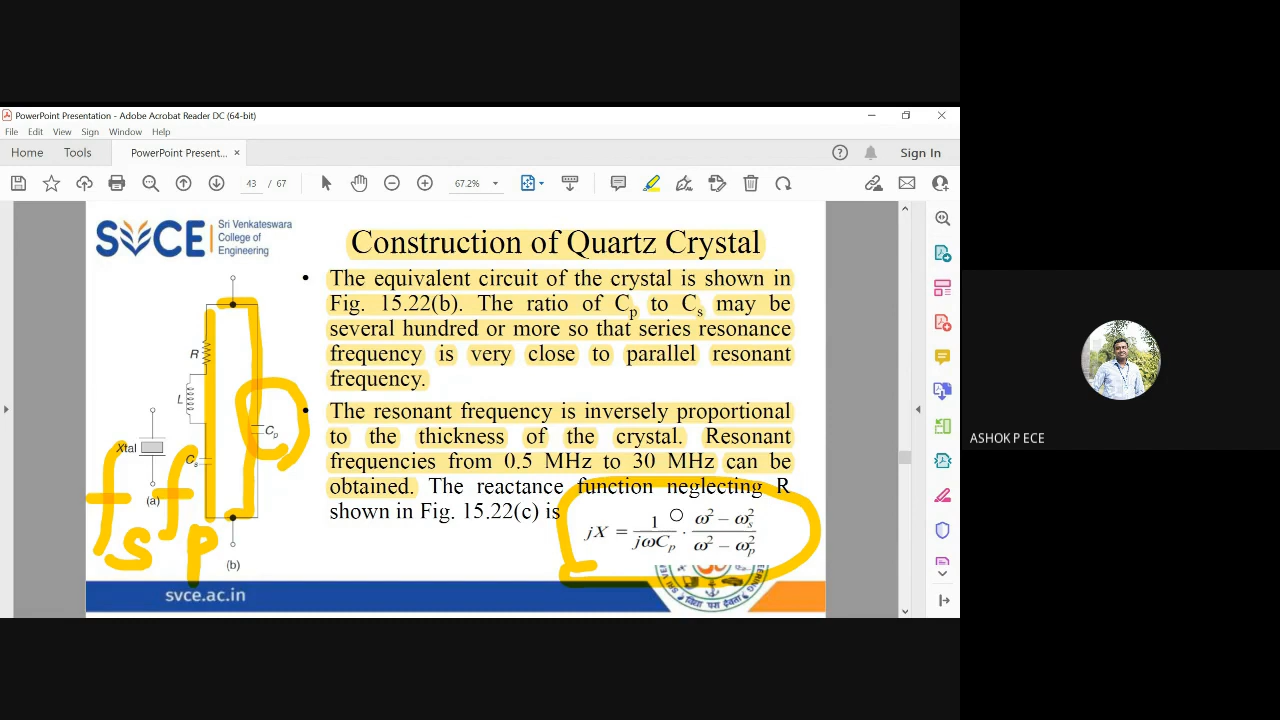 PowerPoint Presentation - Adobe Acrobat Reader DC (64-bit)
File Edit View Window Sign Help
Home Tools PowerPoint Present... × Sign In
43 / 67 67.2%
SVCE Sri Venkateswara
College of
Engineering
Construction of Quartz Crystal
• The equivalent circuit of the crystal is shown in
Fig. 15.22(b). The ratio of Cp to Cs may be
several hundred or more so that series resonance
frequency is very close to parallel resonant
frequency.
• The resonant frequency is inversely proportional
to the thickness of the crystal. Resonant
frequencies from 0.5 MHz to 30 MHz can be
obtained. The reactance function neglecting R
shown in Fig. 15.22(c) is
jX = 1/jωCp · ω² − ωs²/ω² − ωp²
R
L
Cp
Xtal
Cs
(a)
(b)
fs fp
svce.ac.in
ASHOK P ECE